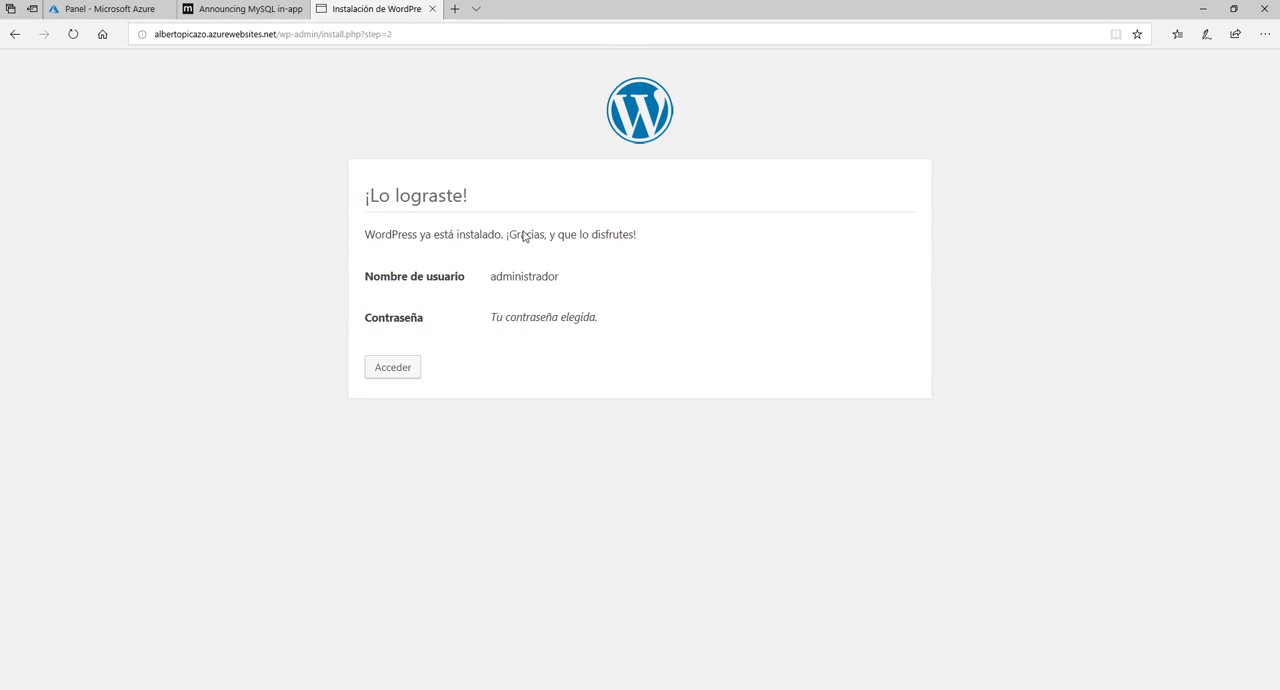 Panel - Microsoft Azure
Announcing MySQL in-app
Instalación de WordPre
albertopicazo.azurewebsites.net/wp-admin/install.php?step=2
¡Lo lograste!
WordPress ya está instalado. ¡Gracias, y que lo disfrutes!
Nombre de usuario administrador
Contraseña Tu contraseña elegida.
Acceder